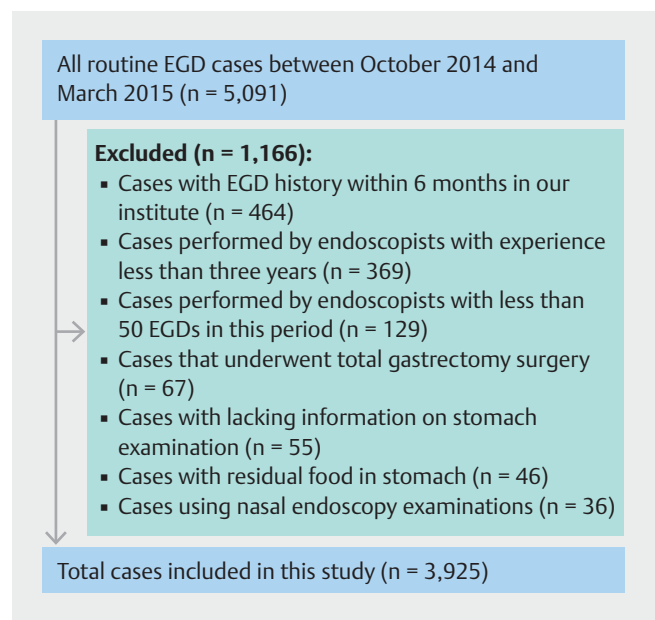 All routine EGD cases between October 2014 and
March 2015 (n = 5,091)
Excluded (n = 1,166):
▪ Cases with EGD history within 6 months in our
institute (n = 464)
▪ Cases performed by endoscopists with experience
less than three years (n = 369)
▪ Cases performed by endoscopists with less than
50 EGDs in this period (n = 129)
▪ Cases that underwent total gastrectomy surgery
(n = 67)
▪ Cases with lacking information on stomach
examination (n = 55)
▪ Cases with residual food in stomach (n = 46)
▪ Cases using nasal endoscopy examinations (n = 36)
Total cases included in this study (n = 3,925)